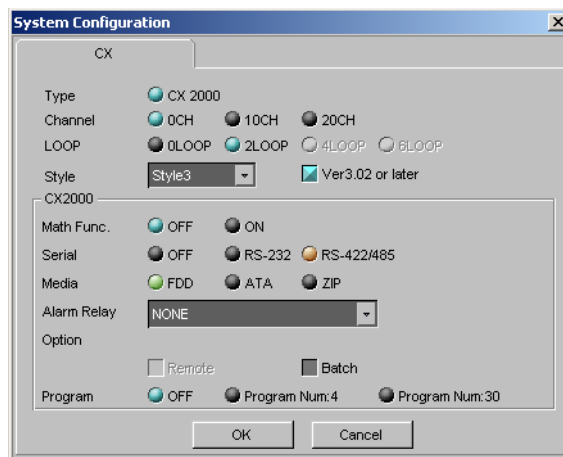 System Configuration
CX
Type CX 2000
Channel 0CH 10CH 20CH
LOOP 0LOOP 2LOOP 4LOOP 6LOOP
Style Style3 Ver3.02 or later
CX2000
Math Func. OFF ON
Serial OFF RS-232 RS-422/485
Media FDD ATA ZIP
Alarm Relay NONE
Option
Remote Batch
Program OFF Program Num:4 Program Num:30
OK Cancel